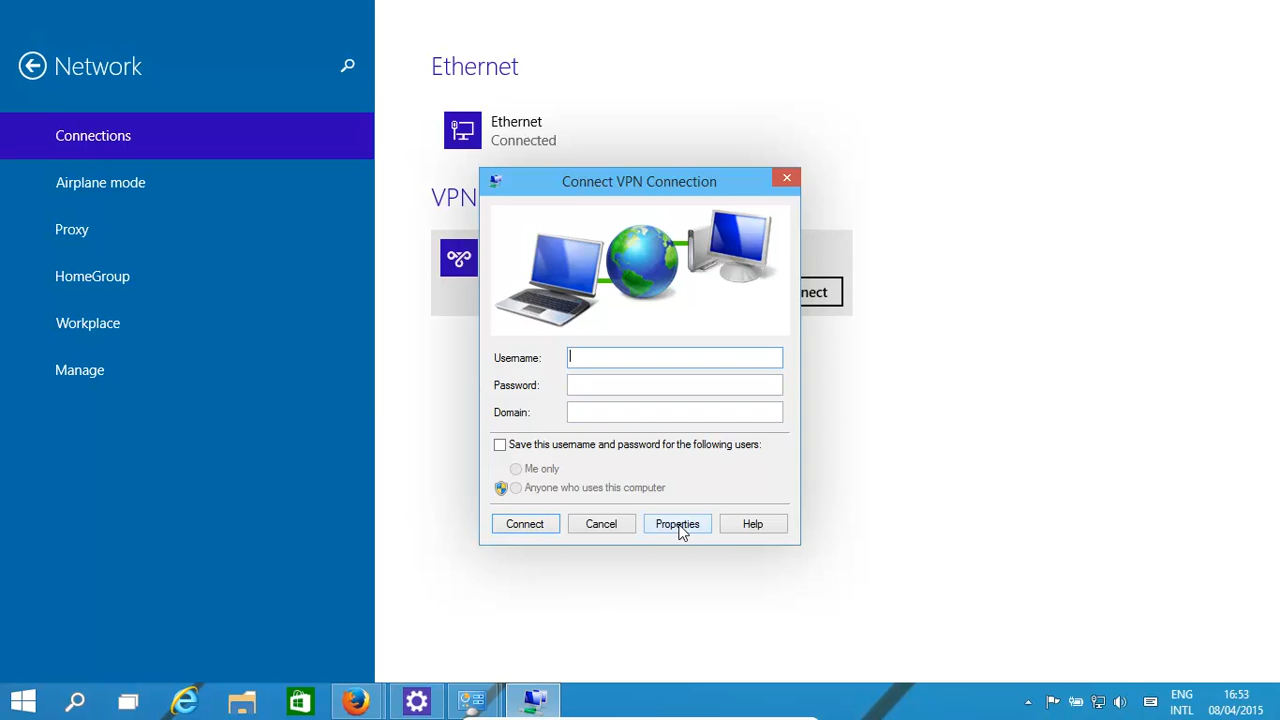 Network
Connections
Airplane mode
Proxy
HomeGroup
Workplace
Manage
Ethernet
Ethernet
Connected
VPN
nect
Connect VPN Connection
Username:
Password:
Domain:
Save this username and password for the following users:
Me only
Anyone who uses this computer
Connect
Cancel
Properties
Help
ENG
INTL
16:53
08/04/2015